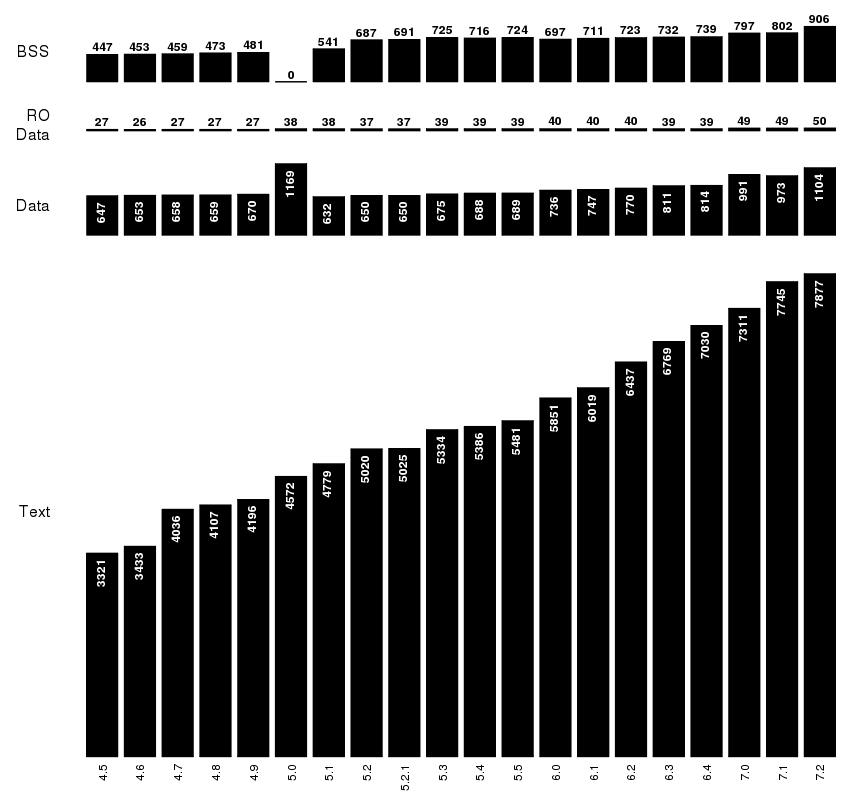 BSS 447 453 459 473 481 0 541 687 691 725 716 724 697 711 723 732 739 797 802 906
RO
Data 27 26 27 27 27 38 38 37 37 39 39 39 40 40 40 39 39 49 49 50
Data 647 653 658 659 670 1169 632 650 650 675 688 689 736 747 770 811 814 991 973 1104
Text 3321 3433 4036 4107 4196 4572 4779 5020 5025 5334 5386 5481 5851 6019 6437 6769 7030 7311 7745 7877
4.5 4.6 4.7 4.8 4.9 5.0 5.1 5.2 5.2.1 5.3 5.4 5.5 6.0 6.1 6.2 6.3 6.4 7.0 7.1 7.2